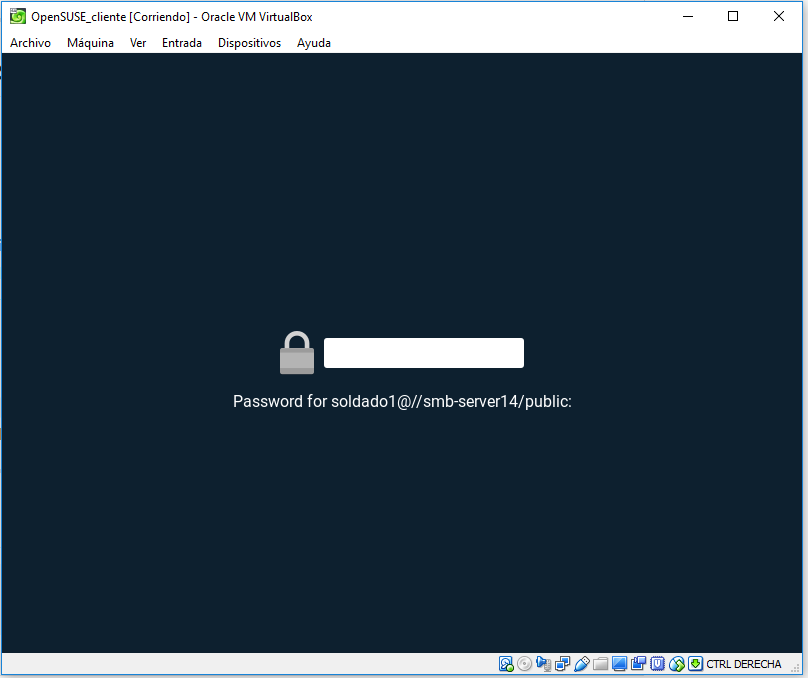 OpenSUSE_cliente [Corriendo] - Oracle VM VirtualBox
Archivo Máquina Ver Entrada Dispositivos Ayuda
Password for soldado1@//smb-server14/public:
CTRL DERECHA